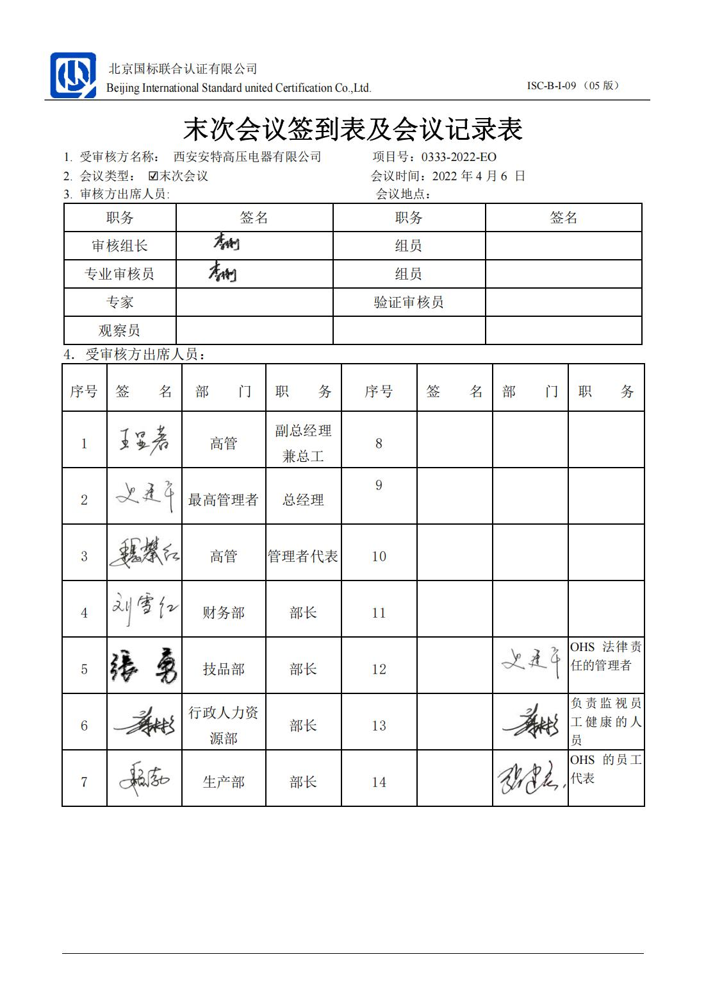 北京国标联合认证有限公司
Beijing International Standard united Certification Co.,Ltd.
ISC-B-I-09（05 版）
末次会议签到表及会议记录表
1. 受审核方名称： 西安安特高压电器有限公司 项目号：0333-2022-EO
2. 会议类型： ☑末次会议 会议时间：2022 年 4 月 6 日
3. 审核方出席人员: 会议地点：
职务 签名 职务 签名
审核组长 组员
专业审核员 组员
专家 验证审核员
观察员
4. 受审核方出席人员：
序号 签 名 部 门 职 务 序号 签 名 部 门 职 务
1 王显著 高管 副总经理
兼总工 8
2 史建平 最高管理者 总经理 9
3 魏攀红 高管 管理者代表 10
4 刘雪红 财务部 部长 11
5 張勇 技品部 部长 12 史建平 OHS 法律责
任的管理者
6 行政人力资
源部 部长 13 负责监视员
工健康的人
员
7 生产部 部长 14 OHS 的员工
代表